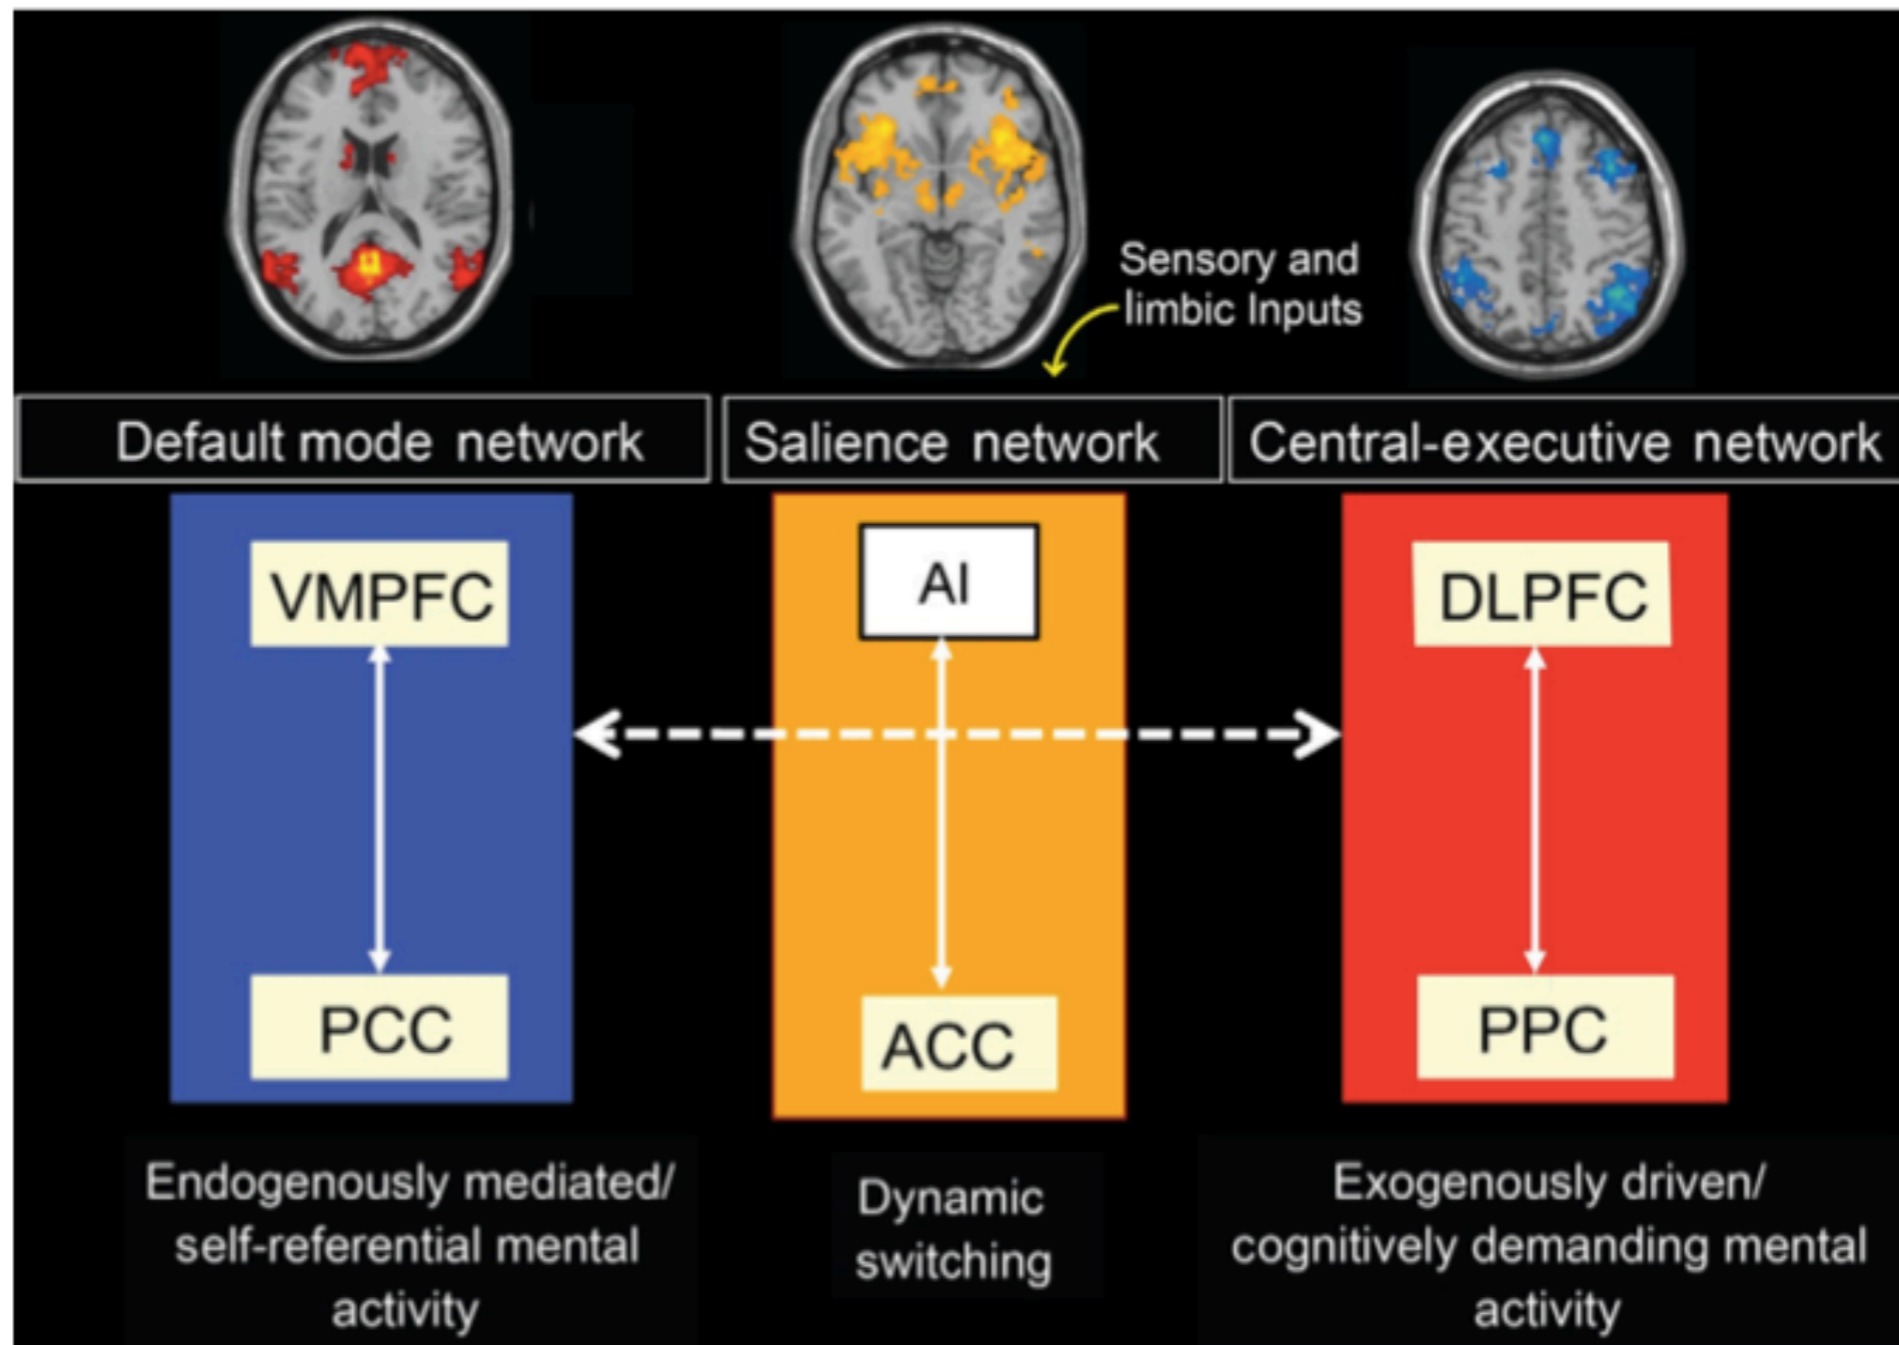 Sensory and
limbic Inputs
Default mode network
Salience network
Central-executive network
VMPFC
AI
DLPFC
PCC
ACC
PPC
Endogenously mediated/
self-referential mental
activity
Dynamic
switching
Exogenously driven/
cognitively demanding mental
activity